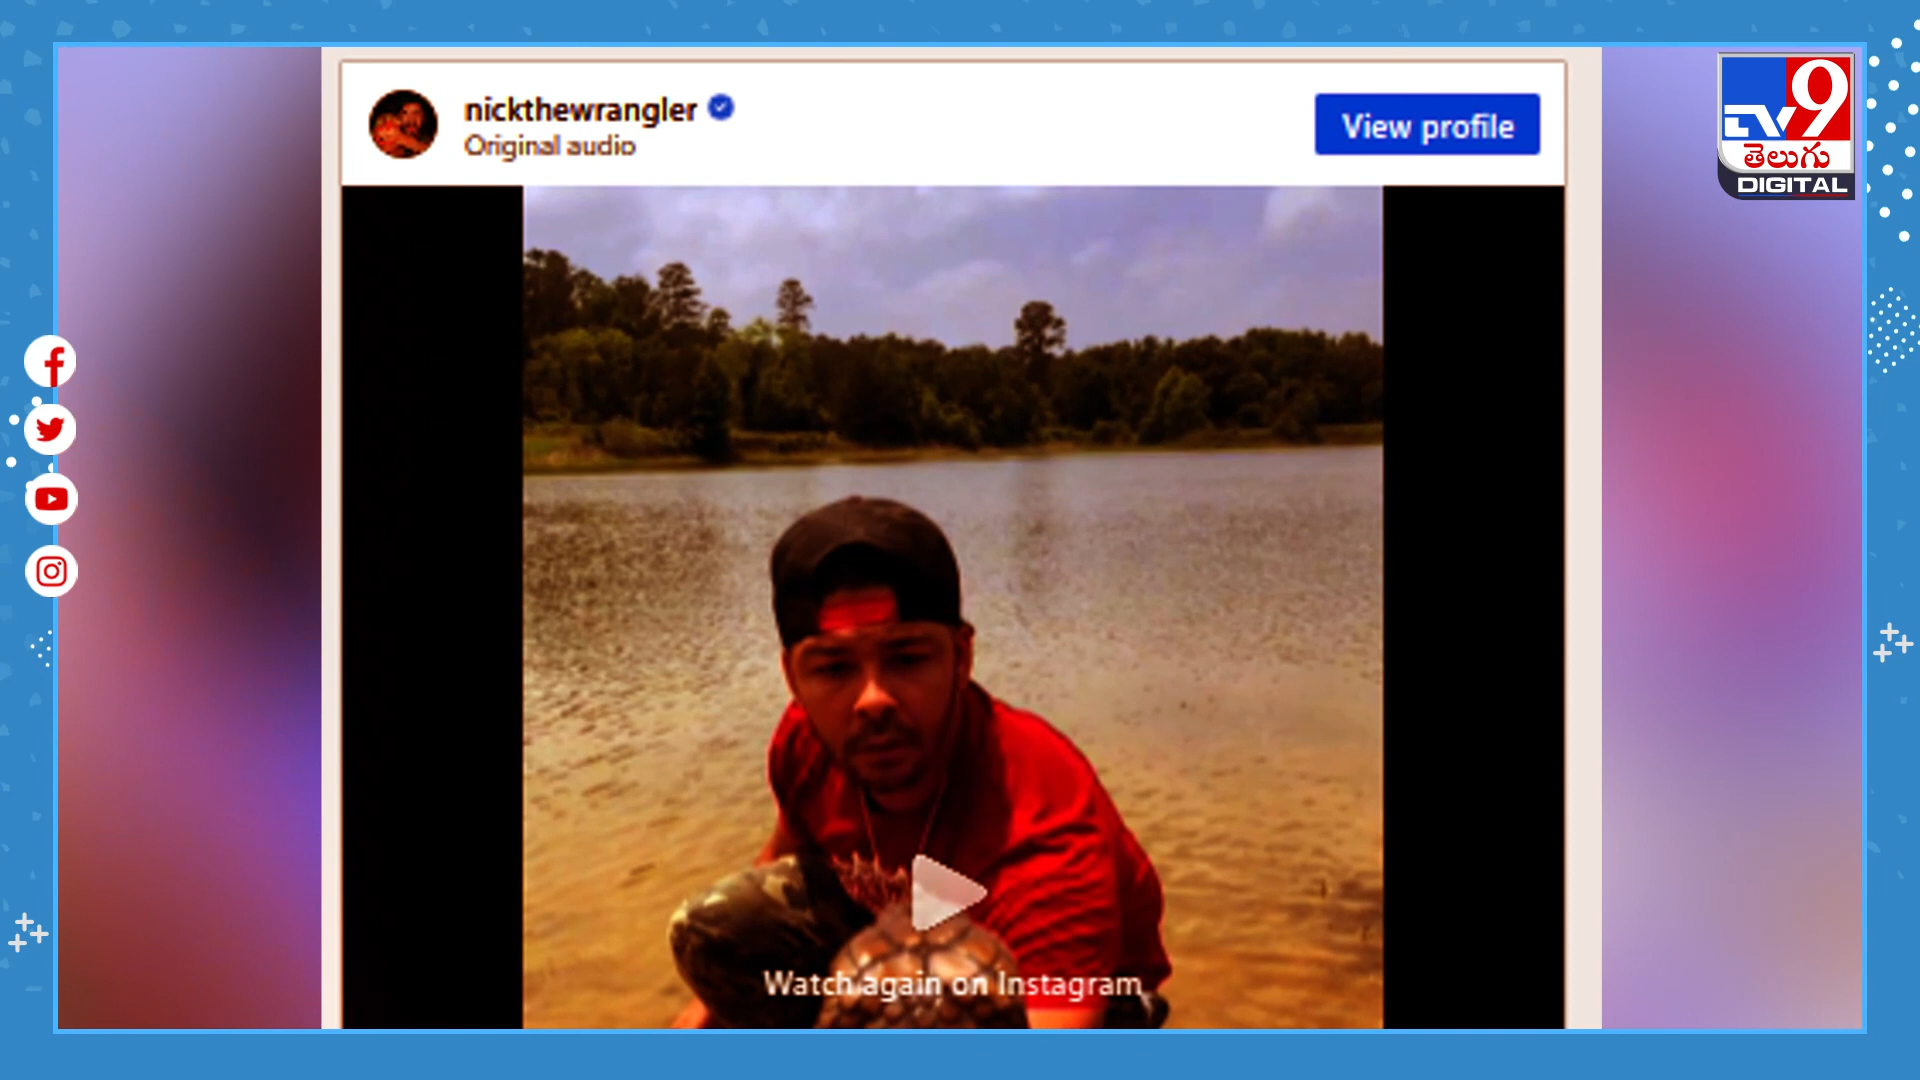 nickthewrangler
Original audio
View profile
TV9
తెలుగు
DIGITAL
Watch again on Instagram